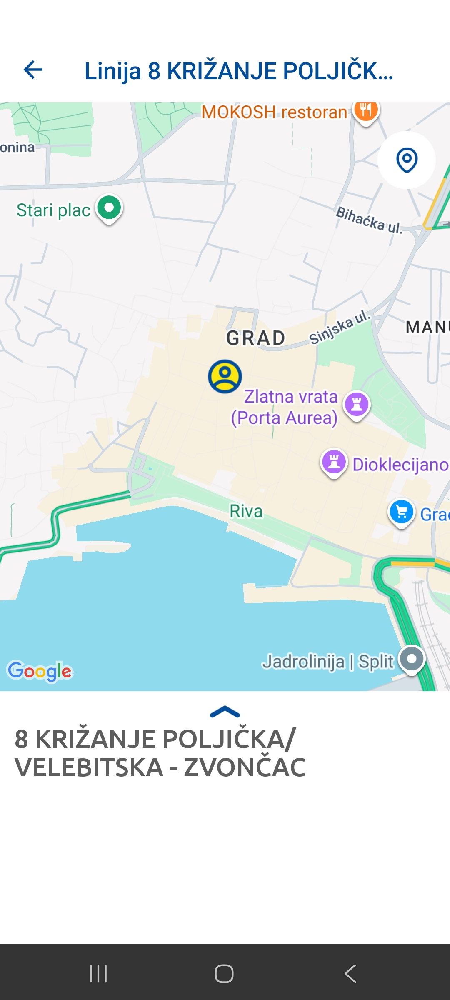 Linija 8 KRIŽANJE POLJIČK...
MOKOSH restoran
onina
Stari plac
Bihaćka ul.
Sinjska ul.
MANU
GRAD
Zlatna vrata
(Porta Aurea)
Dioklecijano
Riva
Grad
Jadrolinija | Split
Google
8 KRIŽANJE POLJIČKA/
VELEBITSKA - ZVONČAC